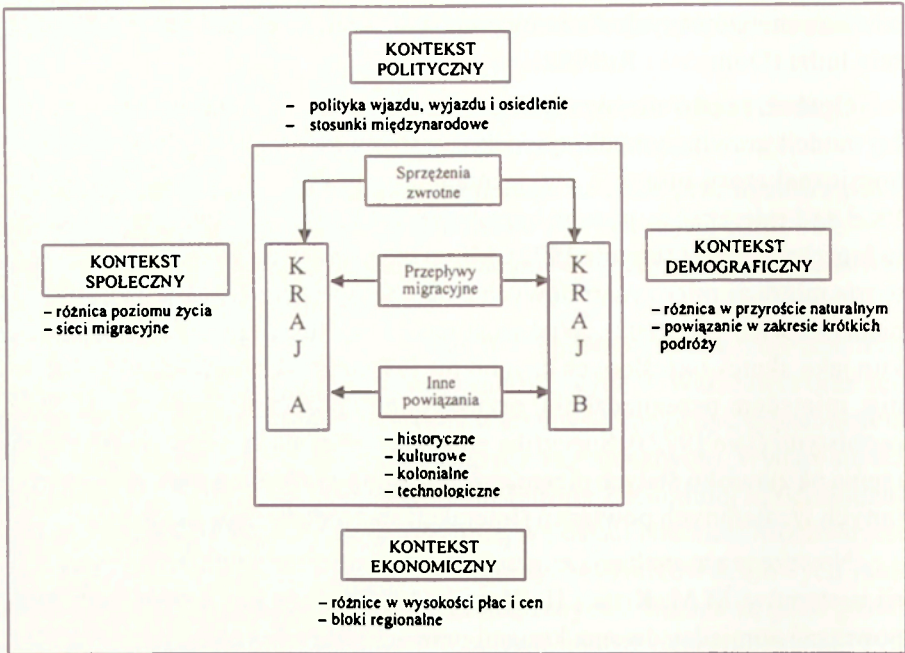 KONTEKST
POLITYCZNY
– polityka wjazdu, wyjazdu i osiedlenie
– stosunki międzynarodowe
Sprzężenia
zwrotne
KONTEKST
SPOŁECZNY
– różnica poziomu życia
– sieci migracyjne
KRAJ A
Przepływy
migracyjne
KRAJ B
KONTEKST
DEMOGRAFICZNY
– różnica w przyroście naturalnym
– powiązanie w zakresie krótkich
podróży
Inne
powiązania
– historyczne
– kulturowe
– kolonialne
– technologiczne
KONTEKST
EKONOMICZNY
– różnice w wysokości płac i cen
– bloki regionalne